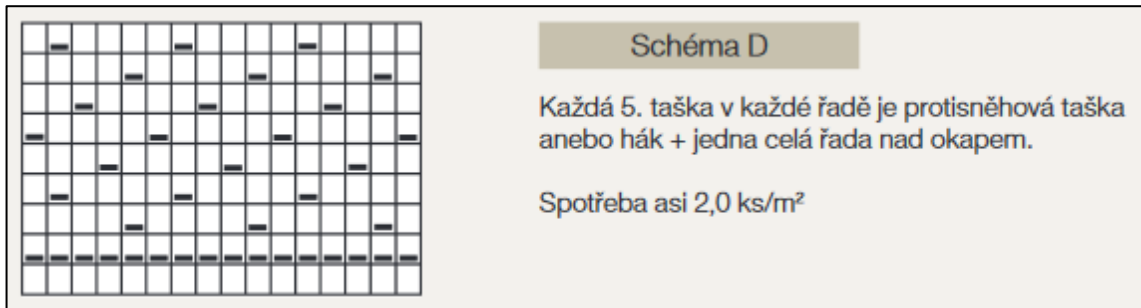 Schéma D
Každá 5. taška v každé řadě je protisněhová taška
anebo hák + jedna celá řada nad okapem.
Spotřeba asi 2,0 ks/m²